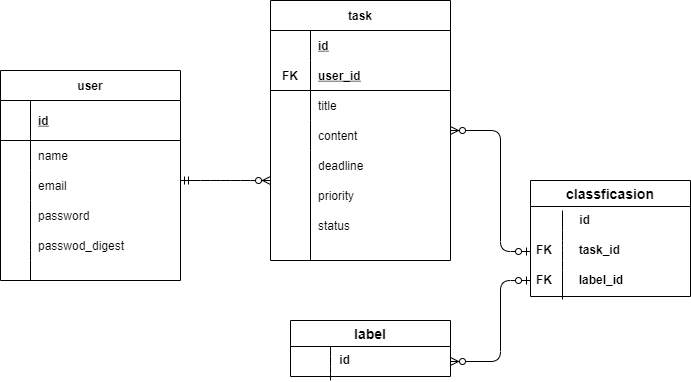 task
id
FK user_id
title
content
deadline
priority
status
user
id
name
email
password
passwod_digest
classficasion
id
FK task_id
FK label_id
label
id